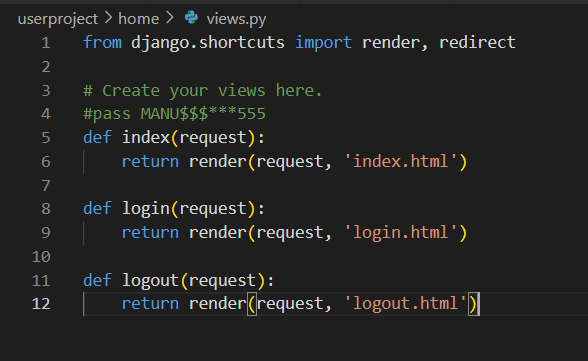 userproject > home > views.py
1 from django.shortcuts import render, redirect
2
3 # Create your views here.
4 #pass MANU$$$***555
5 def index(request):
6     return render(request, 'index.html')
7
8 def login(request):
9     return render(request, 'login.html')
10
11 def logout(request):
12     return render(request, 'logout.html')